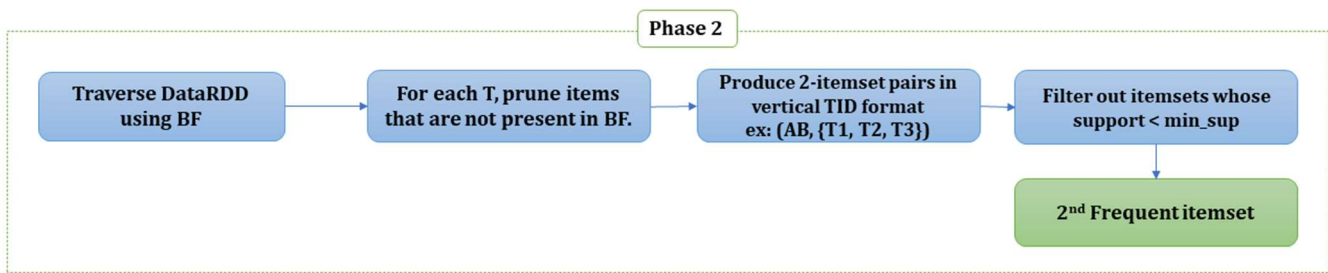 Phase 2
Traverse DataRDD
using BF
For each T, prune items
that are not present in BF.
Produce 2-itemset pairs in
vertical TID format
ex: (AB, {T1, T2, T3})
Filter out itemsets whose
support < min_sup
2nd Frequent itemset